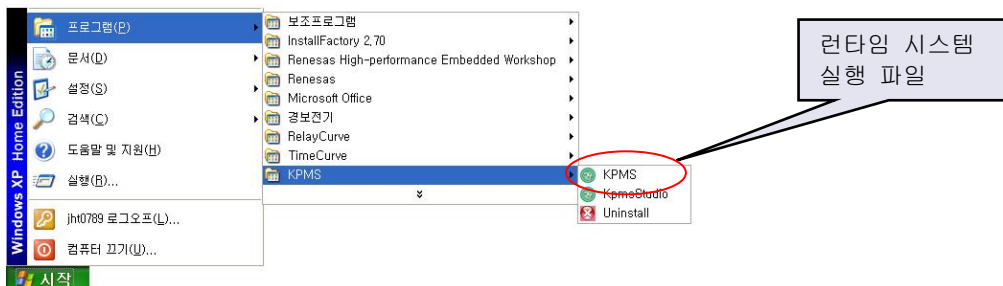 Windows XP Home Edition
프로그램(P)
문서(D)
설정(S)
검색(C)
도움말 및 지원(H)
실행(R)...
jht0789 로그오프(L)...
컴퓨터 끄기(U)...
시작
보조프로그램
InstallFactory 2,70
Renesas High-performance Embedded Workshop
Renesas
Microsoft Office
경보전기
RelayCurve
TimeCurve
KPMS
KPMS
KpmsStudio
Uninstall
런타임 시스템
실행 파일